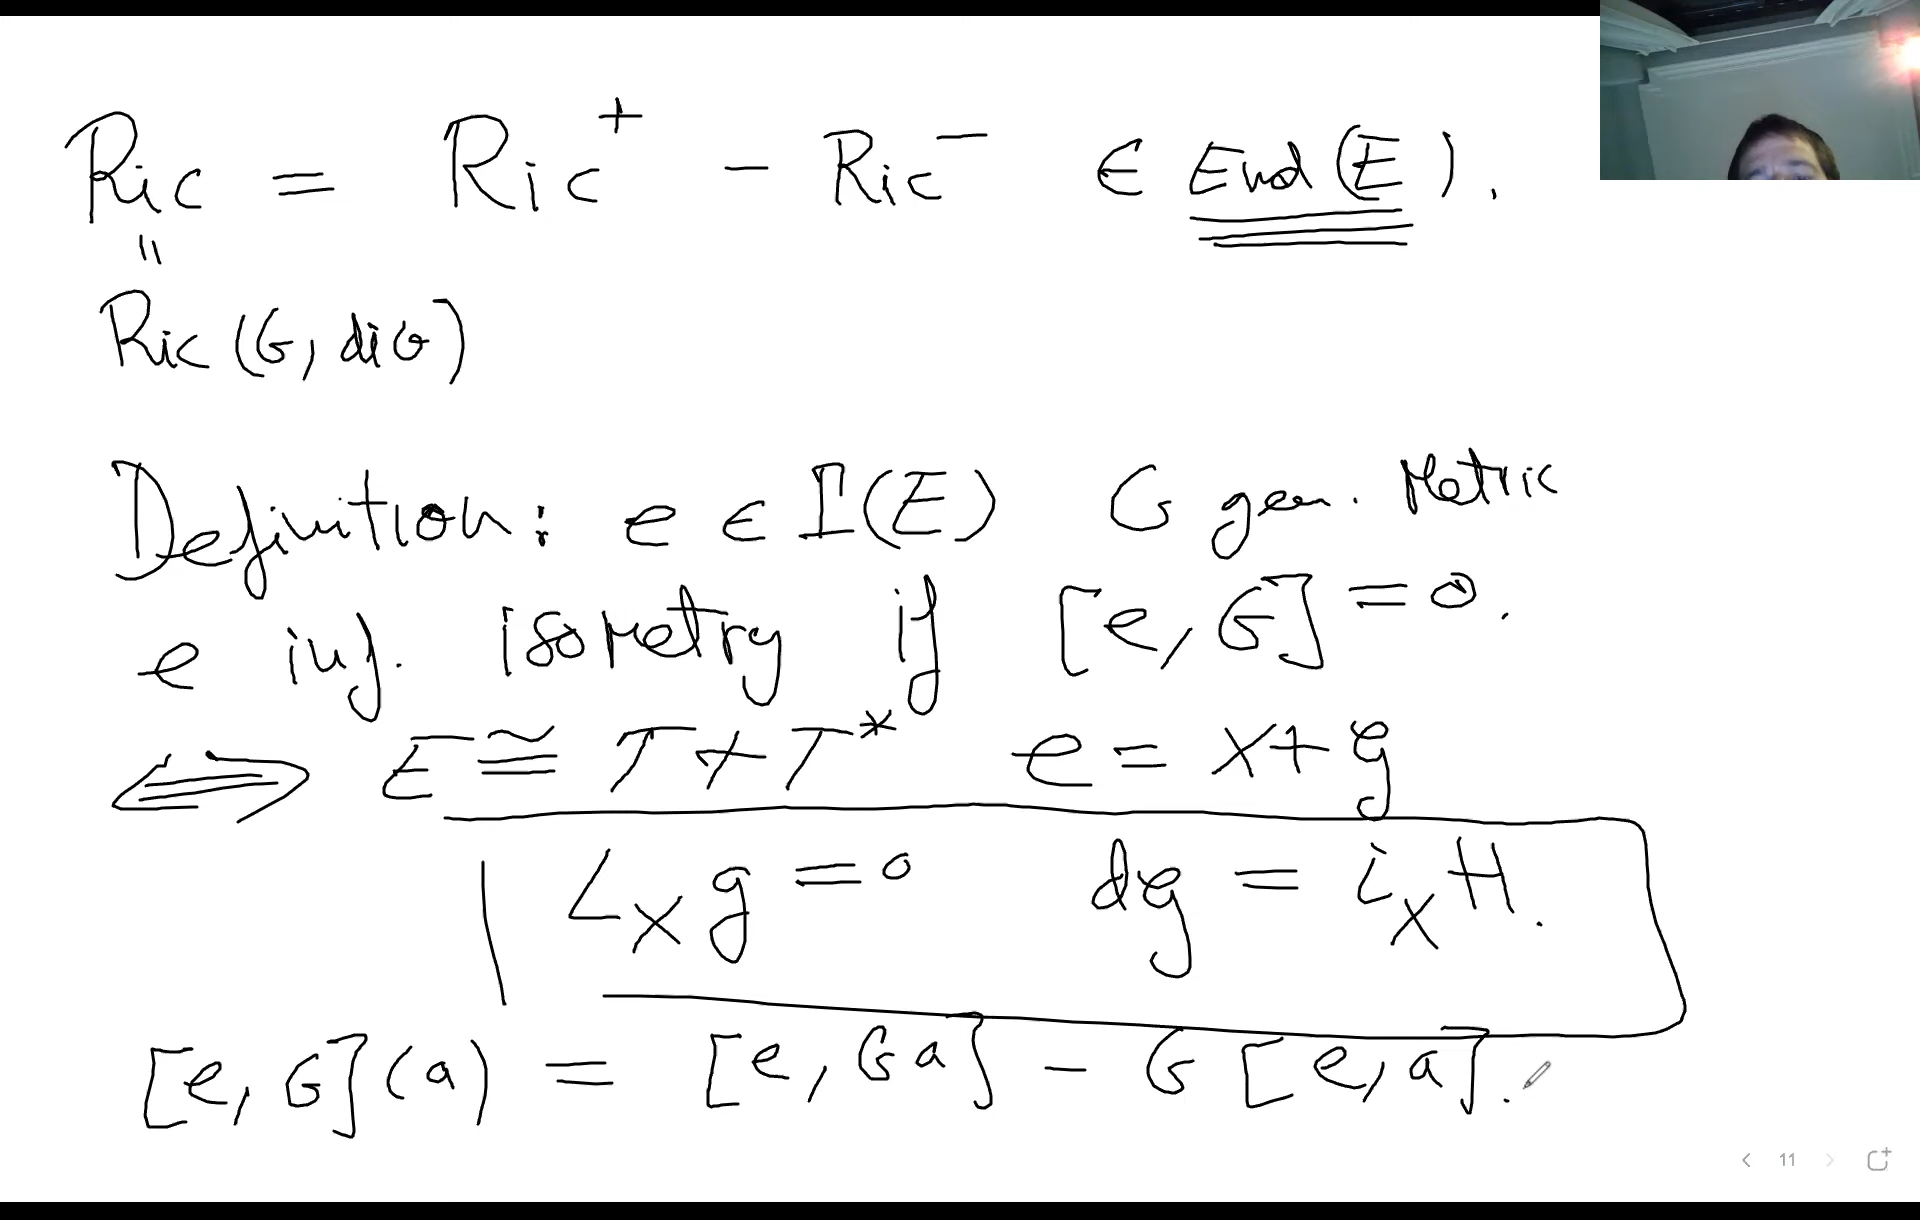 Ric = Ric⁺ - Ric⁻ ∈ End(E).
॥
Ric(G, div)
Definition: e ∈ Γ(E) G gen. Metric
e inf. isometry if [e, G] = 0.
⟺ E ≅ T + T* e = X + ξ
L_X g = 0 dξ = i_X H.
[e, G](a) = [e, Ga] - G[e, a].
11